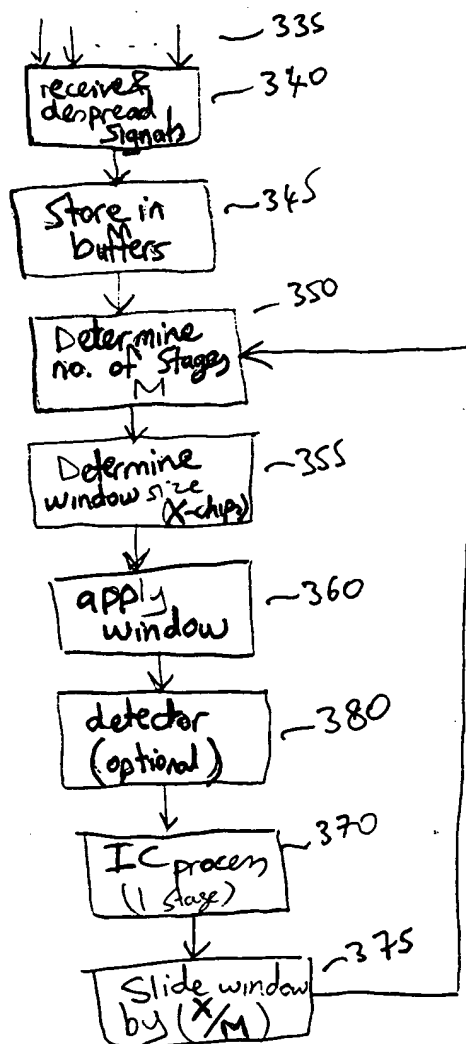 335
receive &
despread
signals
340
Store in
M
buffers
345
350
Determine
no. of Stages
M
Determine
window size
(X-chips)
355
apply
window
360
detector
(optional)
380
IC process
(1 stage)
370
375
Slide window
by (X/M)